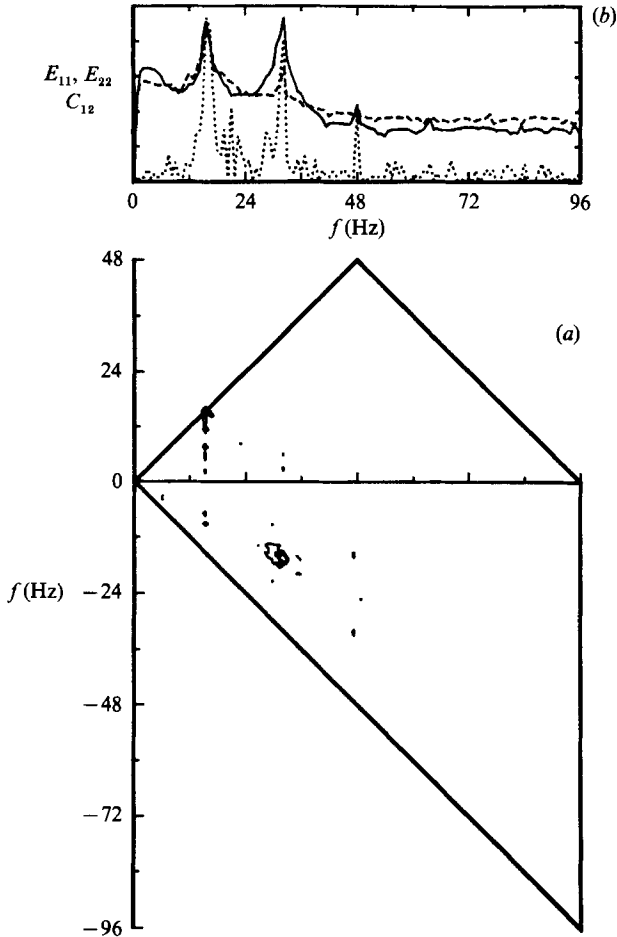 (b)
E₁₁, E₂₂
C₁₂
0 24 48 72 96
f (Hz)
48
(a)
24
0
f (Hz)
−24
−48
−72
−96